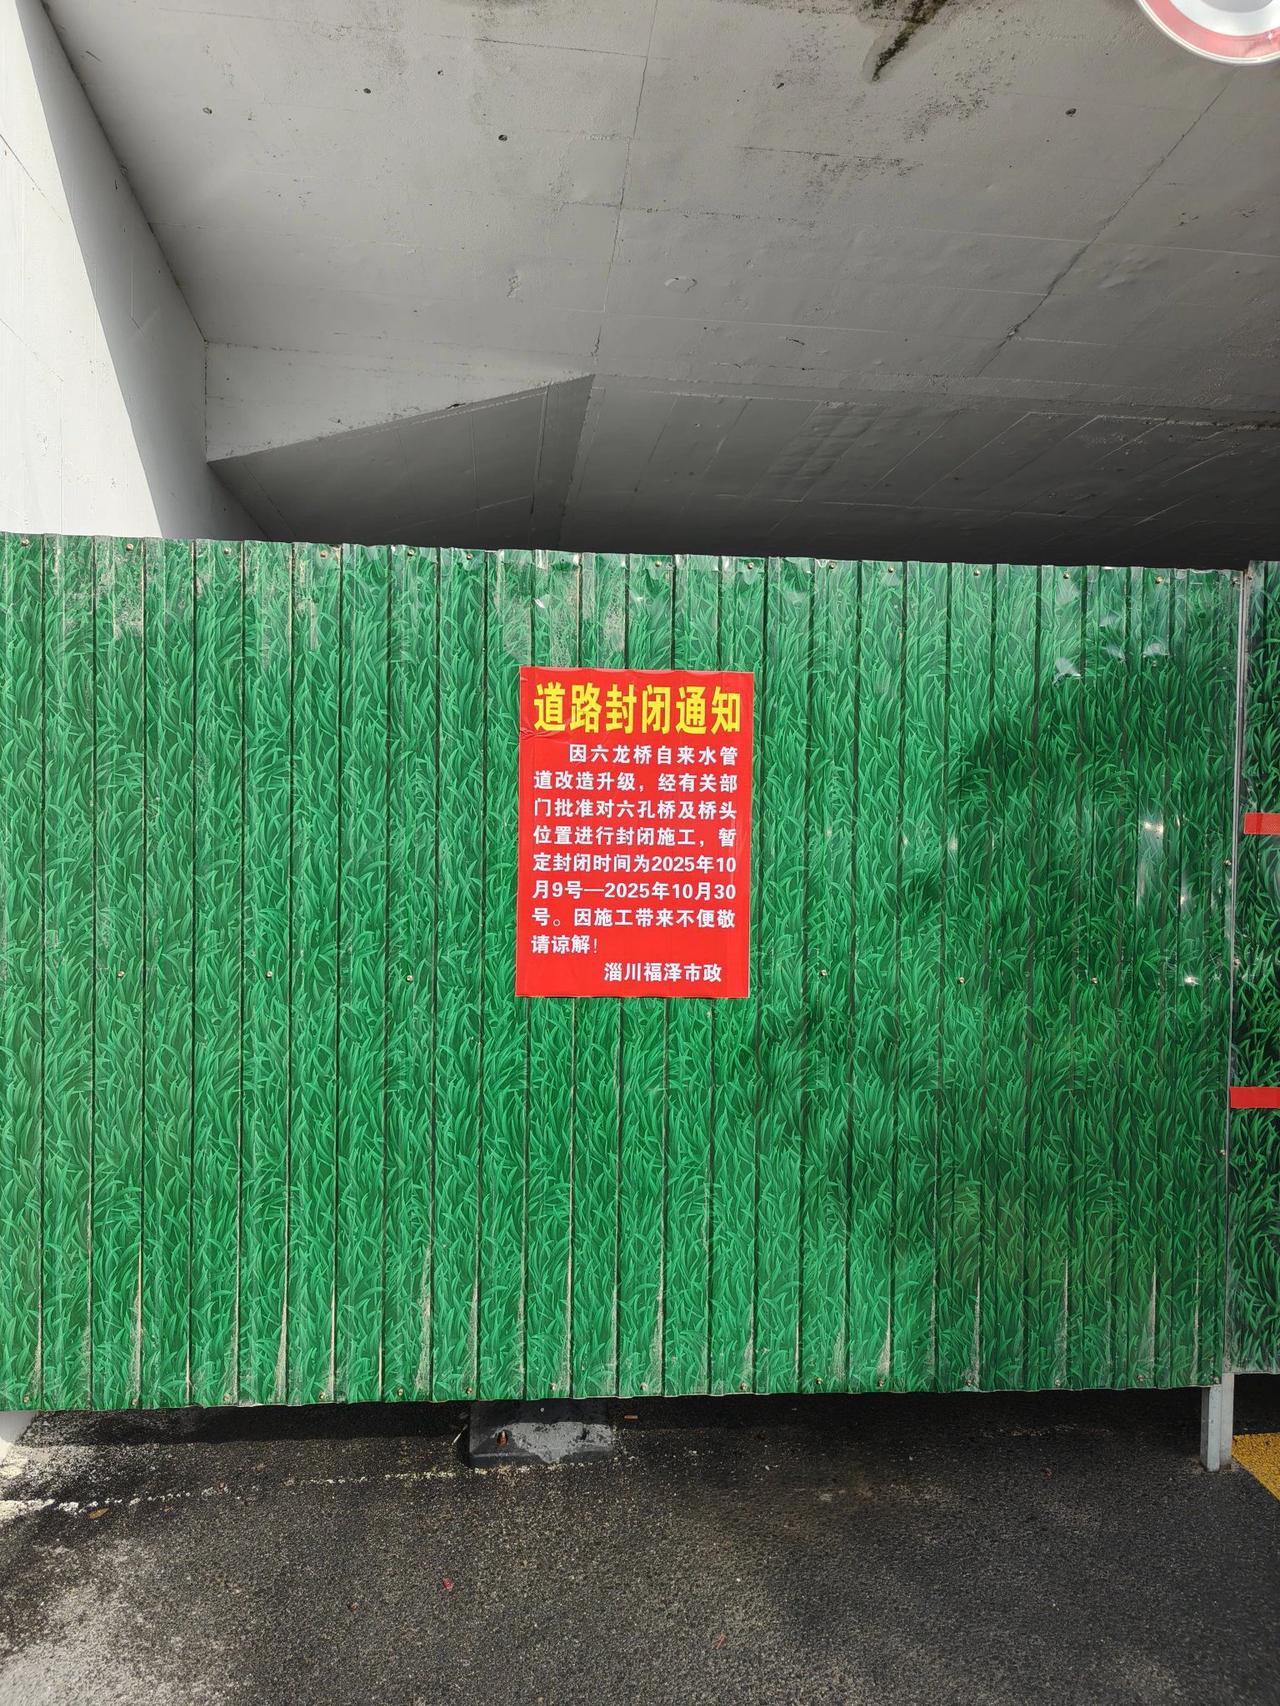 道路封闭通知
因六龙桥自来水管
道改造升级，经有关部
门批准对六孔桥及桥头
位置进行封闭施工，暂
定封闭时间为2025年10
月9号—2025年10月30
号。因施工带来不便敬
请谅解！
淄川福泽市政